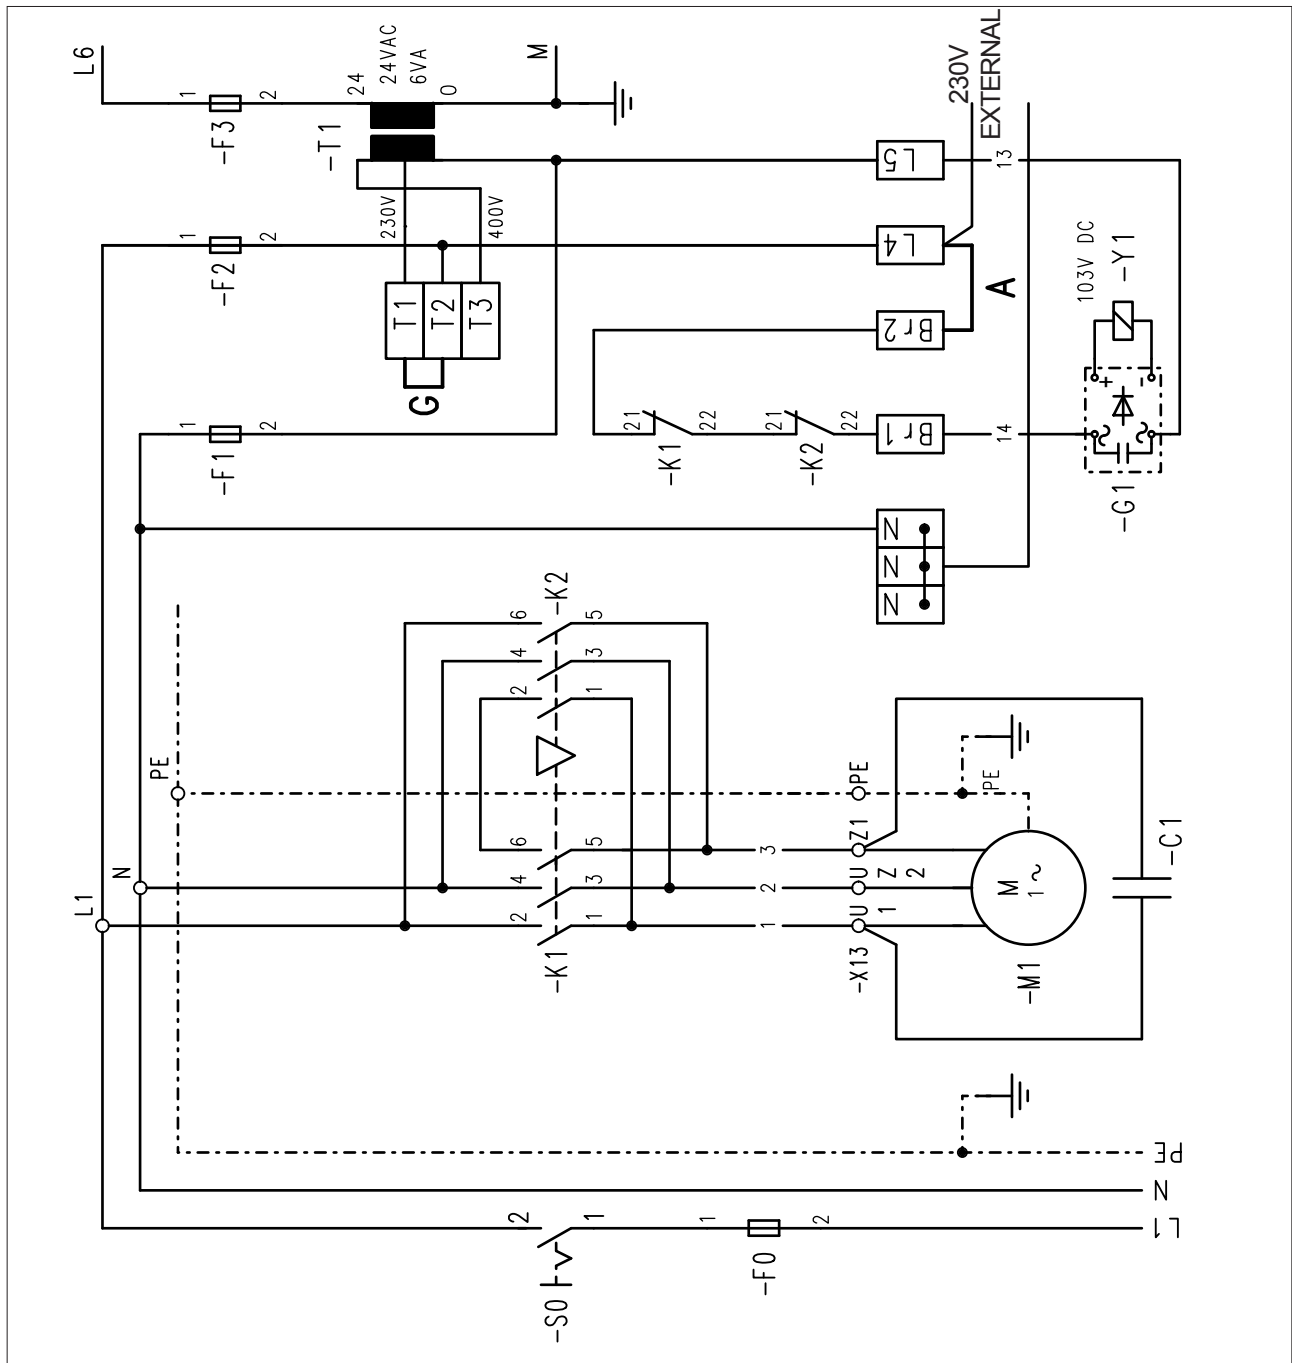 L6
1
2
-F3
24
24VAC
6VA
0
-T1
M
230V
EXTERNAL
L5
13
1
2
-F2
230V
400V
L4
A
103V DC
-Y1
T1
T2
T3
G
Br2
+
-
1
2
-F1
21
22
-K1
21
22
-K2
Br1
14
-G1
N
N
N
-K2
6
5
4
3
2
1
PE
PE
PE
N
L1
6
5
4
3
2
1
-K1
3
2
1
Z1
U
Z
2
U
1
-X13
M
1~
-M1
-C1
PE
N
L1
2
1
-S0
1
2
-F0